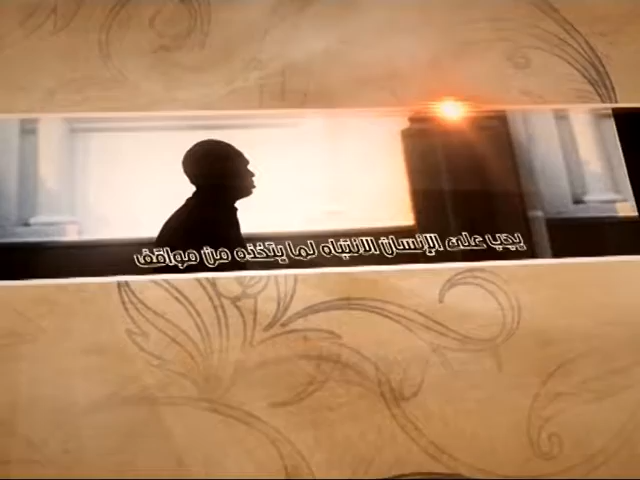 يجب على الإنسان الانتباه لما يتخذه من مواقف